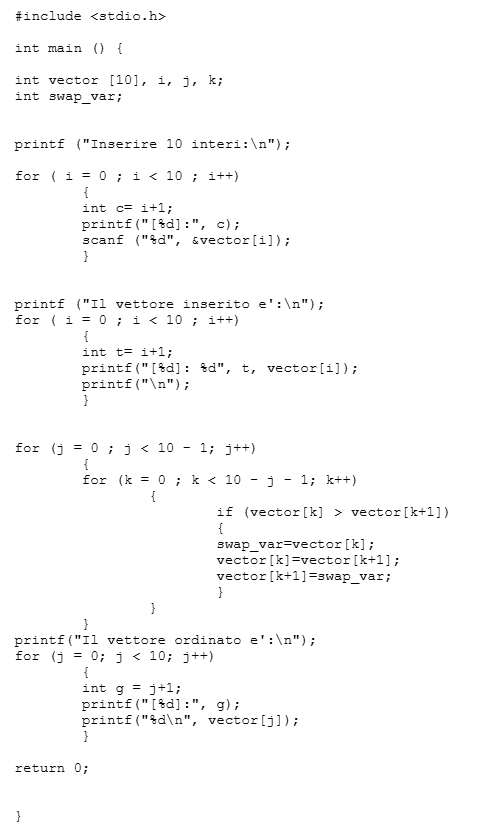 #include <stdio.h>
int main () {
int vector [10], i, j, k;
int swap_var;
printf ("Inserire 10 interi:\n");
for ( i = 0 ; i < 10 ; i++)
{
int c= i+1;
printf("[%d]:", c);
scanf ("%d", &vector[i]);
}
printf ("Il vettore inserito e':\n");
for ( i = 0 ; i < 10 ; i++)
{
int t= i+1;
printf("[%d]: %d", t, vector[i]);
printf("\n");
}
for (j = 0 ; j < 10 - 1; j++)
{
for (k = 0 ; k < 10 - j - 1; k++)
{
if (vector[k] > vector[k+1])
{
swap_var=vector[k];
vector[k]=vector[k+1];
vector[k+1]=swap_var;
}
}
}
printf("Il vettore ordinato e':\n");
for (j = 0; j < 10; j++)
{
int g = j+1;
printf("[%d]:", g);
printf("%d\n", vector[j]);
}
return 0;
}